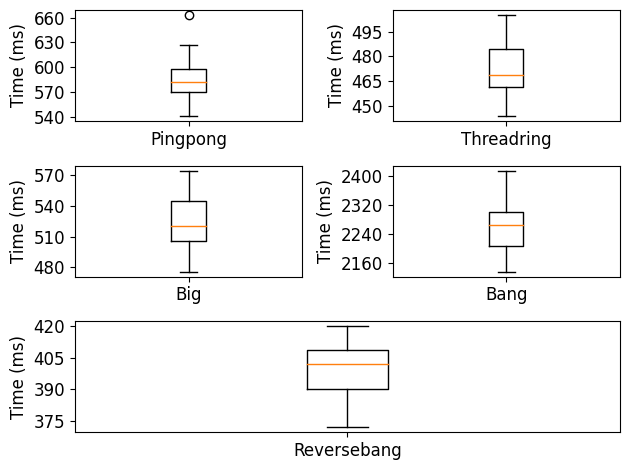 Time (ms)
660
630
600
570
540
Pingpong
Time (ms)
495
480
465
450
Threadring
Time (ms)
570
540
510
480
Big
Time (ms)
2400
2320
2240
2160
Bang
Time (ms)
420
405
390
375
Reversebang